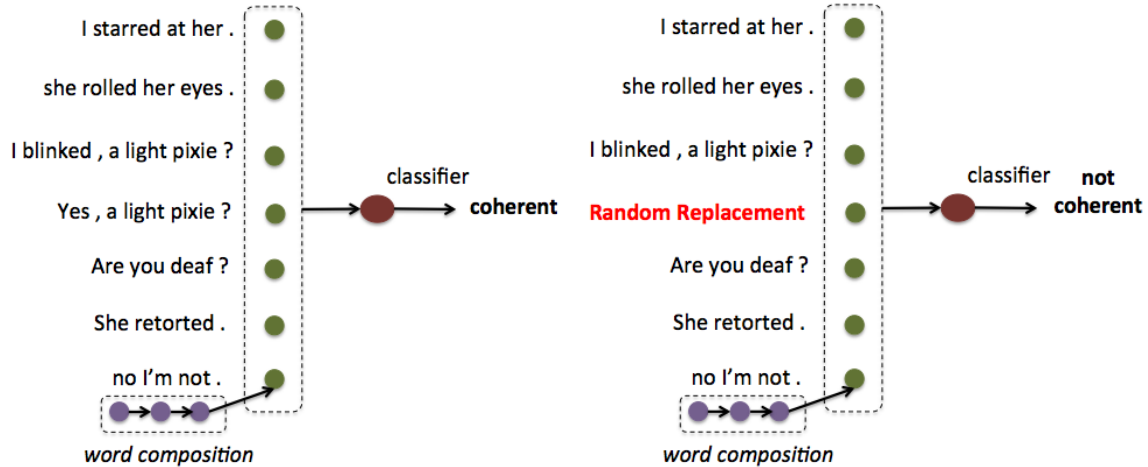 I starred at her .
she rolled her eyes .
I blinked , a light pixie ?
Yes , a light pixie ?
Are you deaf ?
She retorted .
no I'm not .
word composition
classifier
coherent
I starred at her .
she rolled her eyes .
I blinked , a light pixie ?
Random Replacement
Are you deaf ?
She retorted .
no I'm not .
word composition
classifier
not
coherent